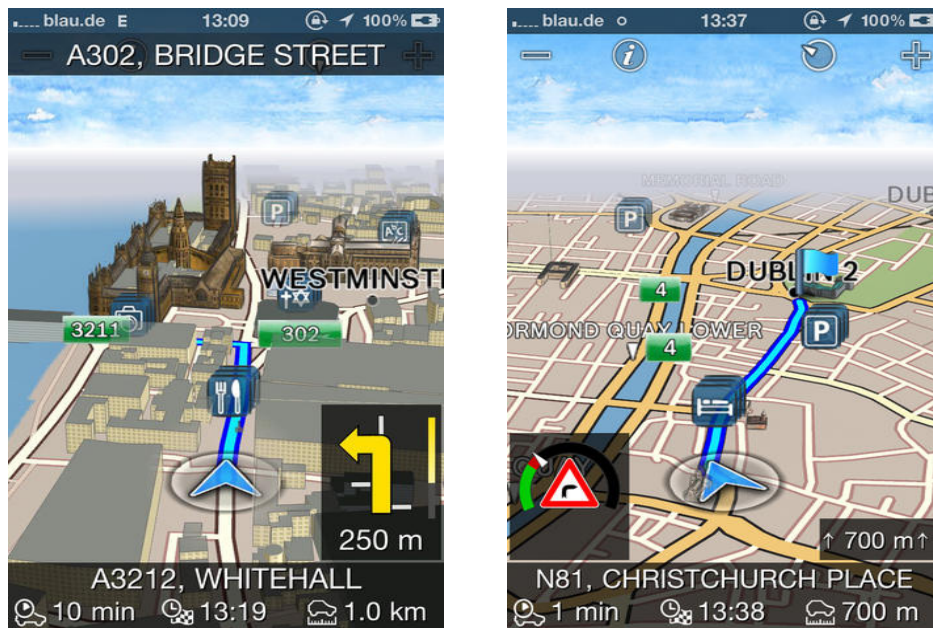 blau.de E 13:09 100%
A302, BRIDGE STREET
P
ABC
WESTMINST
3211
302
250 m
A3212, WHITEHALL
10 min 13:19 1.0 km
blau.de 13:37 100%
i
MEMORIAL ROAD
P
DUB
DUBLIN 2
4
ORMOND QUAY LOWER
4
P
QUAY
↑ 700 m↑
N81, CHRISTCHURCH PLACE
1 min 13:38 700 m